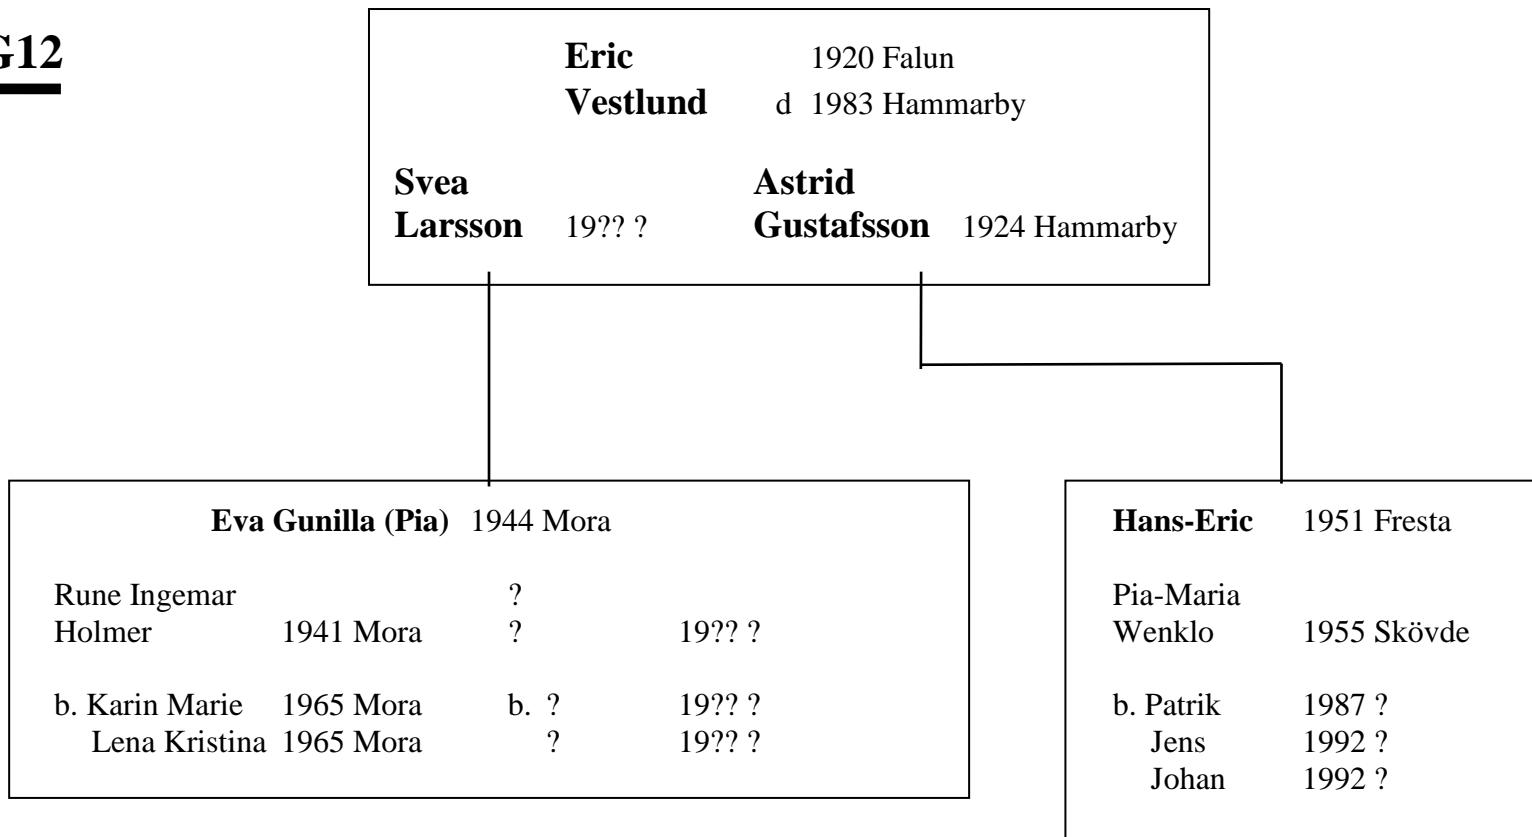 G12
Eric 1920 Falun
Vestlund d 1983 Hammarby
Svea Astrid
Larsson 19?? ? Gustafsson 1924 Hammarby
Eva Gunilla (Pia) 1944 Mora
Rune Ingemar ?
Holmer 1941 Mora ? 19?? ?
b. Karin Marie 1965 Mora b. ? 19?? ?
Lena Kristina 1965 Mora ? 19?? ?
Hans-Eric 1951 Fresta
Pia-Maria
Wenklo 1955 Skövde
b. Patrik 1987 ?
Jens 1992 ?
Johan 1992 ?